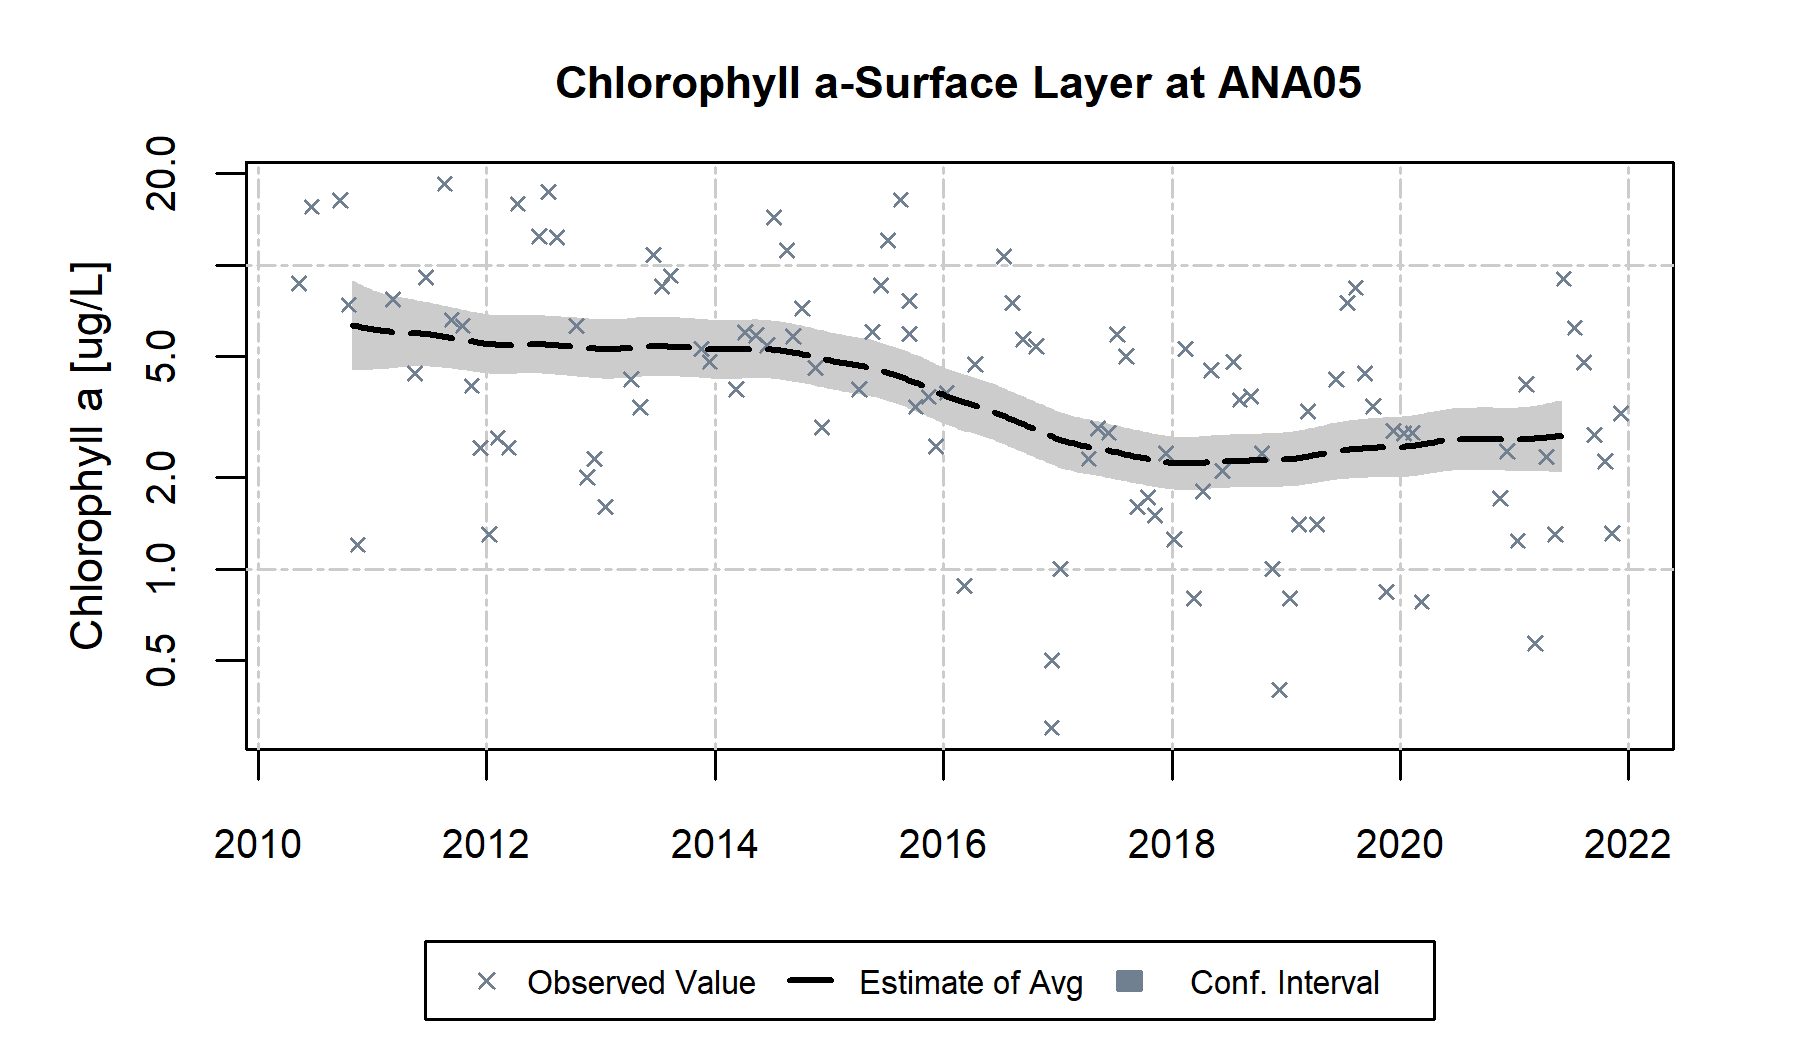 Chlorophyll a-Surface Layer at ANA05
Chlorophyll a [ug/L]
20.0
5.0
2.0
1.0
0.5
2010 2012 2014 2016 2018 2020 2022
Observed Value Estimate of Avg Conf. Interval